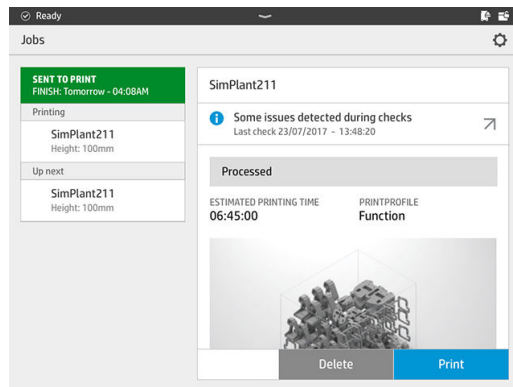 Ready
Jobs
SENT TO PRINT
FINISH: Tomorrow - 04:08AM
Printing
SimPlant211
Height: 100mm
Up next
SimPlant211
Height: 100mm
SimPlant211
Some issues detected during checks
Last check 23/07/2017 - 13:48:20
Processed
ESTIMATED PRINTING TIME
06:45:00
PRINTPROFILE
Function
Delete
Print